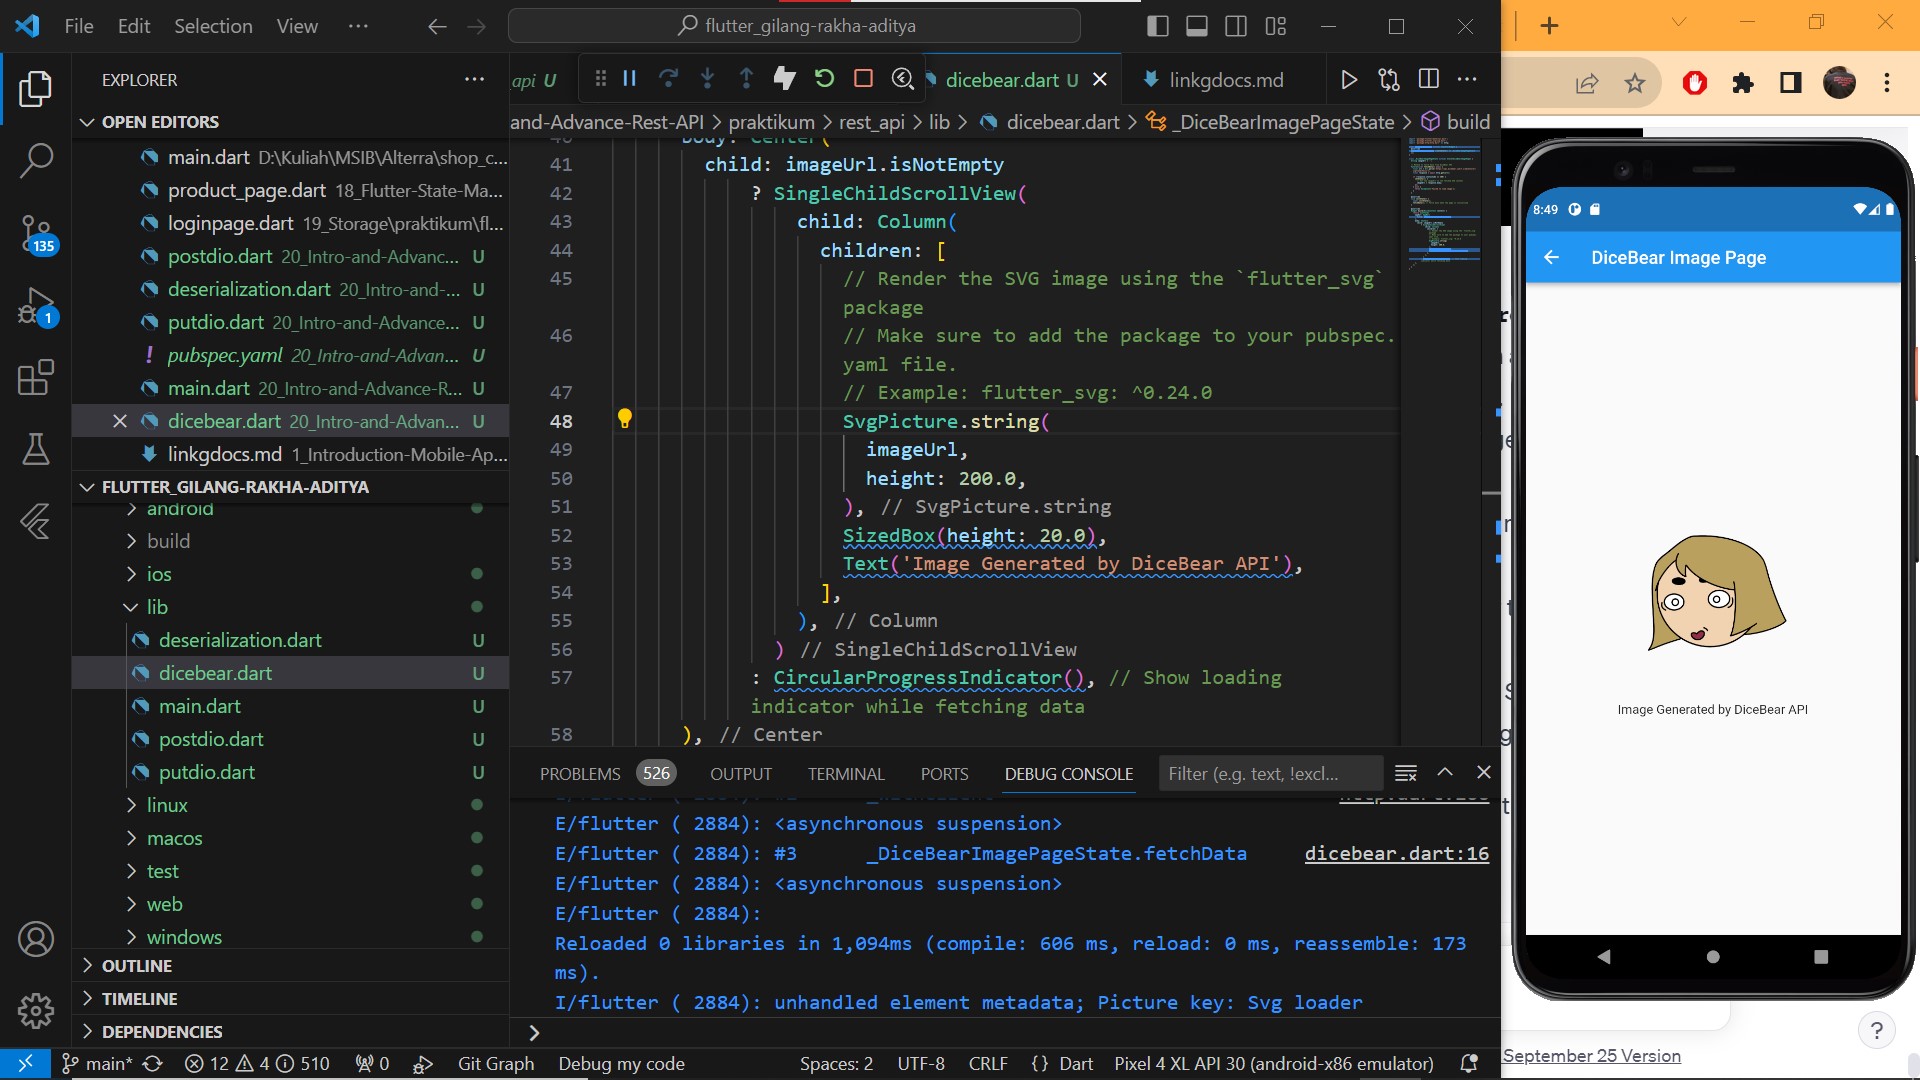 File Edit Selection View ···
flutter_gilang-rakha-aditya
EXPLORER
OPEN EDITORS
main.dart D:\Kuliah\MSIB\Alterra\shop_c...
product_page.dart 18_Flutter-State-Ma...
loginpage.dart 19_Storage\praktikum\fl...
postdio.dart 20_Intro-and-Advanc... U
deserialization.dart 20_Intro-and-... U
putdio.dart 20_Intro-and-Advance... U
! pubspec.yaml 20_Intro-and-Advan... U
main.dart 20_Intro-and-Advance-R... U
dicebear.dart 20_Intro-and-Advan... U
linkgdocs.md 1_Introduction-Mobile-Ap...
FLUTTER_GILANG-RAKHA-ADITYA
android
build
ios
lib
deserialization.dart U
dicebear.dart U
main.dart U
postdio.dart U
putdio.dart U
linux
macos
test
web
windows
OUTLINE
TIMELINE
DEPENDENCIES
135
1
api U
dicebear.dart U
linkgdocs.md
and-Advance-Rest-API > praktikum > rest_api > lib > dicebear.dart > _DiceBearImagePageState > build
40 body: Center(
41 child: imageUrl.isNotEmpty
42 ? SingleChildScrollView(
43 child: Column(
44 children: [
45 // Render the SVG image using the `flutter_svg`
package
46 // Make sure to add the package to your pubspec.
yaml file.
47 // Example: flutter_svg: ^0.24.0
48 SvgPicture.string(
49 imageUrl,
50 height: 200.0,
51 ), // SvgPicture.string
52 SizedBox(height: 20.0),
53 Text('Image Generated by DiceBear API'),
54 ],
55 ), // Column
56 ) // SingleChildScrollView
57 : CircularProgressIndicator(), // Show loading
indicator while fetching data
58 ), // Center
PROBLEMS 526 OUTPUT TERMINAL PORTS DEBUG CONSOLE Filter (e.g. text, !excl...
E/flutter ( 2884): <asynchronous suspension>
E/flutter ( 2884): #3 _DiceBearImagePageState.fetchData dicebear.dart:16
E/flutter ( 2884): <asynchronous suspension>
E/flutter ( 2884):
Reloaded 0 libraries in 1,094ms (compile: 606 ms, reload: 0 ms, reassemble: 173
ms).
I/flutter ( 2884): unhandled element metadata; Picture key: Svg loader
main* 12 4 510 0 Git Graph Debug my code Spaces: 2 UTF-8 CRLF {} Dart Pixel 4 XL API 30 (android-x86 emulator)
8:49
DiceBear Image Page
Image Generated by DiceBear API
?
September 25 Version